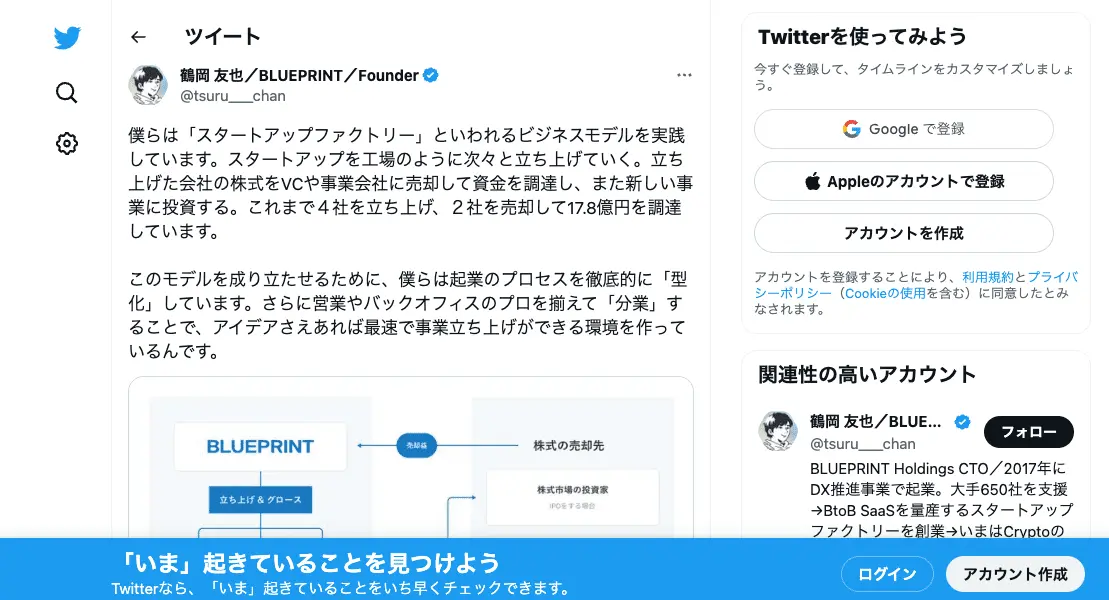 ツイート
鶴岡 友也／BLUEPRINT／Founder
@tsuru___chan
僕らは「スタートアップファクトリー」といわれるビジネスモデルを実践
しています。スタートアップを工場のように次々と立ち上げていく。立ち
上げた会社の株式をVCや事業会社に売却して資金を調達し、また新しい事
業に投資する。これまで４社を立ち上げ、２社を売却して17.8億円を調達
しています。
このモデルを成り立たせるために、僕らは起業のプロセスを徹底的に「型
化」しています。さらに営業やバックオフィスのプロを揃えて「分業」す
ることで、アイデアさえあれば最速で事業立ち上げができる環境を作って
いるんです。
BLUEPRINT
売却益
株式の売却先
立ち上げ & グロース
株式市場の投資家
IPOをする場合
Twitterを使ってみよう
今すぐ登録して、タイムラインをカスタマイズしましょ
う。
Google で登録
Appleのアカウントで登録
アカウントを作成
アカウントを登録することにより、利用規約とプライバ
シーポリシー（Cookieの使用を含む）に同意したとみ
なされます。
関連性の高いアカウント
鶴岡 友也／BLUE...
@tsuru___chan
フォロー
BLUEPRINT Holdings CTO／2017年に
DX推進事業で起業。大手650社を支援
→BtoB SaaSを量産するスタートアップ
ファクトリーを創業→いまはCryptoの
「いま」起きていることを見つけよう
Twitterなら、「いま」起きていることをいち早くチェックできます。
ログイン
アカウント作成